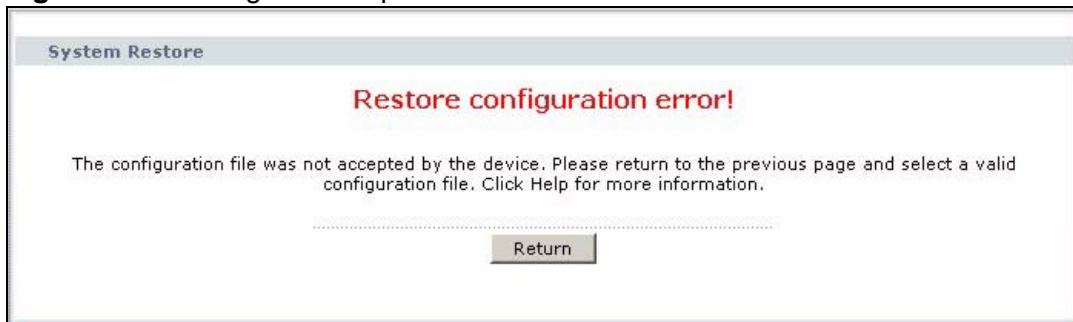 System Restore
Restore configuration error!
The configuration file was not accepted by the device. Please return to the previous page and select a valid
configuration file. Click Help for more information.
Return